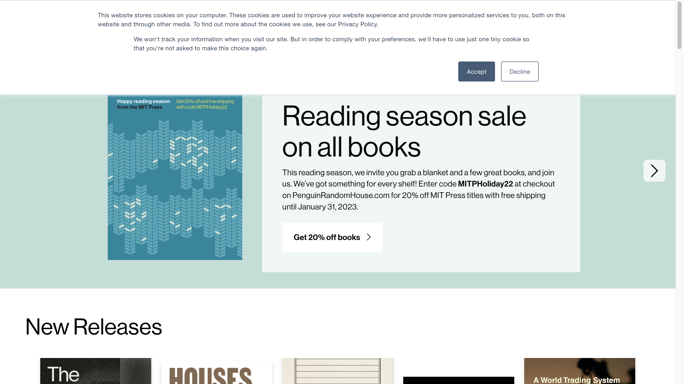 This website stores cookies on your computer. These cookies are used to improve your website experience and provide more personalized services to you, both on this
website and through other media. To find out more about the cookies we use, see our Privacy Policy.
We won't track your information when you visit our site. But in order to comply with your preferences, we'll have to use just one tiny cookie so
that you're not asked to make this choice again.
Accept
Decline
Happy reading season
from the MIT Press
Get 20% off and free shipping
with code MITPHoliday22
Reading season sale
on all books
This reading season, we invite you grab a blanket and a few great books, and join
us. We've got something for every shelf! Enter code MITPHoliday22 at checkout
on PenguinRandomHouse.com for 20% off MIT Press titles with free shipping
until January 31, 2023.
Get 20% off books
New Releases
The
HOUSES
A World Trading System